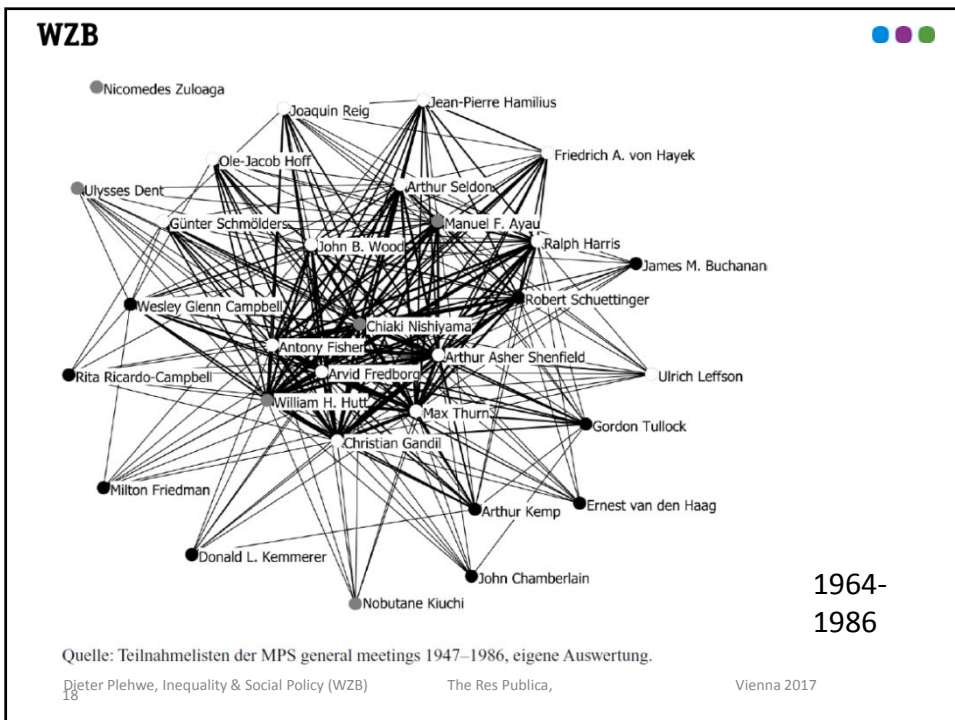 WZB
Nicomedes Zuloaga
Joaquin Reig
Jean-Pierre Hamilius
Ole-Jacob Hoff
Friedrich A. von Hayek
Ulysses Dent
Arthur Seldon
Günter Schmölders
Manuel F. Ayau
John B. Wood
Ralph Harris
James M. Buchanan
Wesley Glenn Campbell
Robert Schuettinger
Chiaki Nishiyama
Antony Fisher
Arthur Asher Shenfield
Rita Ricardo-Campbell
Arvid Fredborg
Ulrich Leffson
William H. Hutt
Max Thurn
Gordon Tullock
Christian Gandil
Milton Friedman
Arthur Kemp
Ernest van den Haag
Donald L. Kemmerer
John Chamberlain
Nobutane Kiuchi
1964-
1986
Quelle: Teilnahmelisten der MPS general meetings 1947–1986, eigene Auswertung.
Dieter Plehwe, Inequality & Social Policy (WZB) The Res Publica, Vienna 2017
18